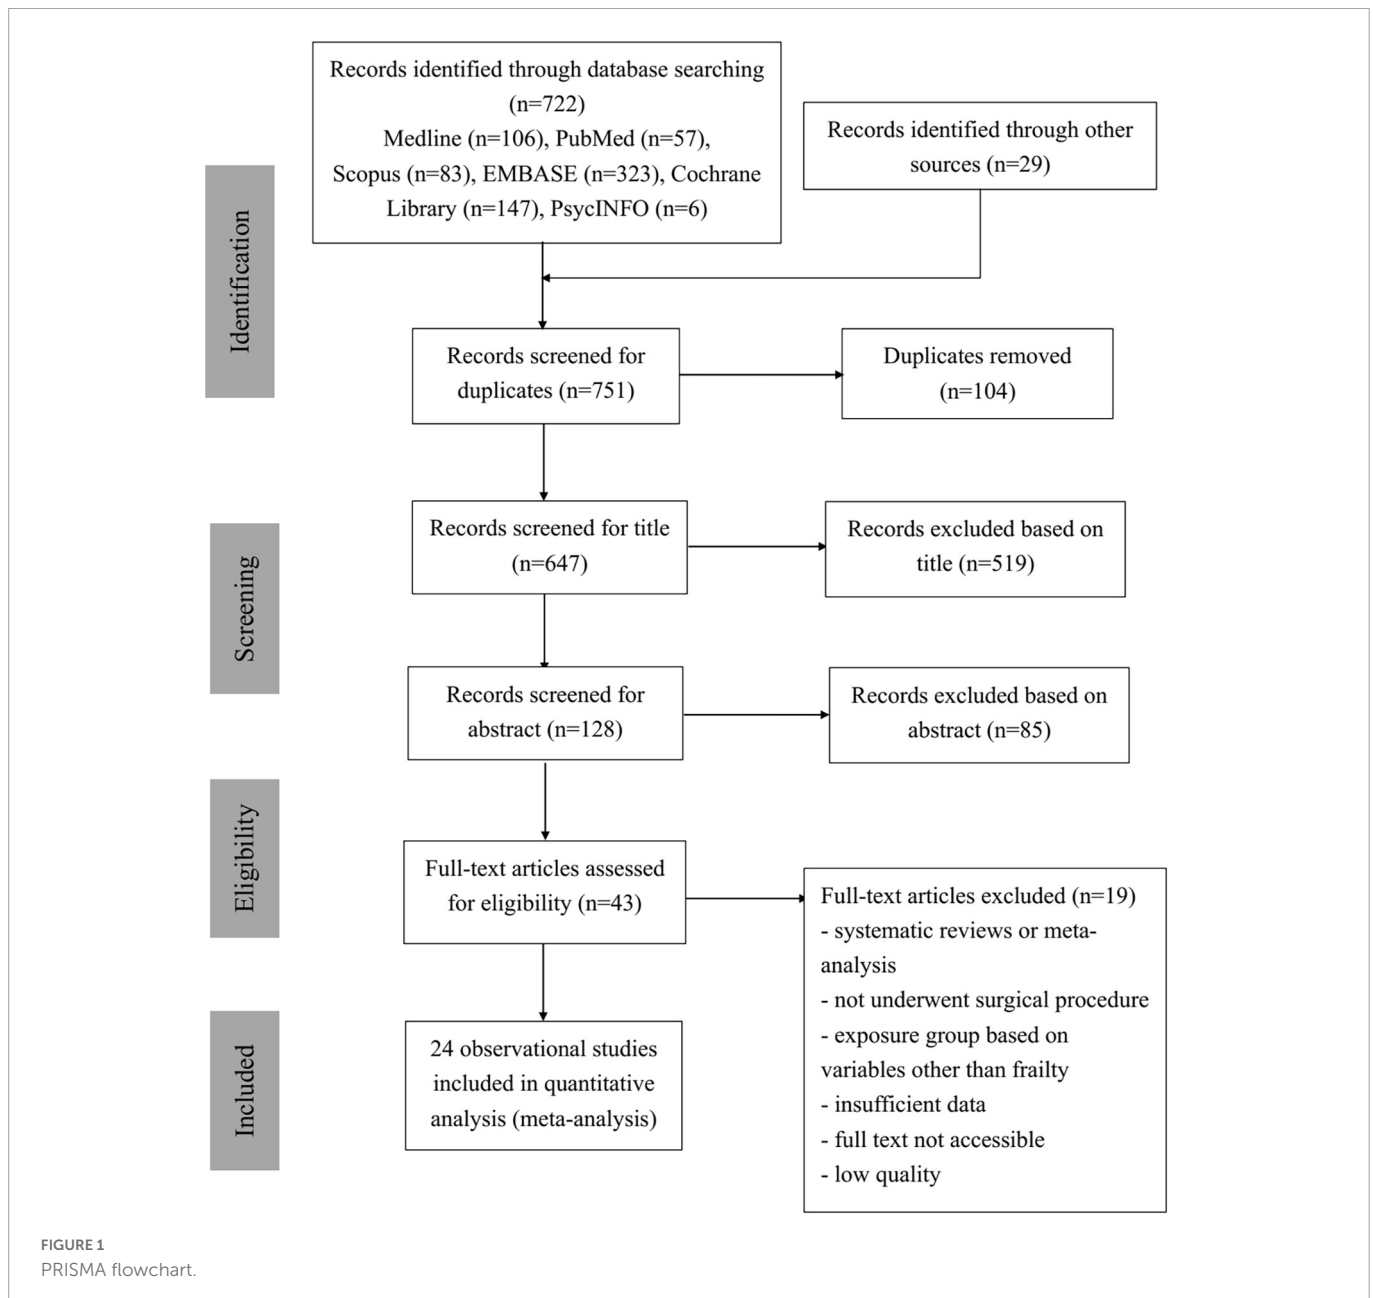 Records identified through database searching
(n=722)
Medline (n=106), PubMed (n=57),
Scopus (n=83), EMBASE (n=323), Cochrane
Library (n=147), PsycINFO (n=6)
Records identified through other
sources (n=29)
Identification
Records screened for
duplicates (n=751)
Duplicates removed
(n=104)
Screening
Records screened for title
(n=647)
Records excluded based on
title (n=519)
Records screened for
abstract (n=128)
Records excluded based on
abstract (n=85)
Eligibility
Full-text articles assessed
for eligibility (n=43)
Full-text articles excluded (n=19)
- systematic reviews or meta-
analysis
- not underwent surgical procedure
- exposure group based on
variables other than frailty
- insufficient data
- full text not accessible
- low quality
Included
24 observational studies
included in quantitative
analysis (meta-analysis)
FIGURE 1
PRISMA flowchart.